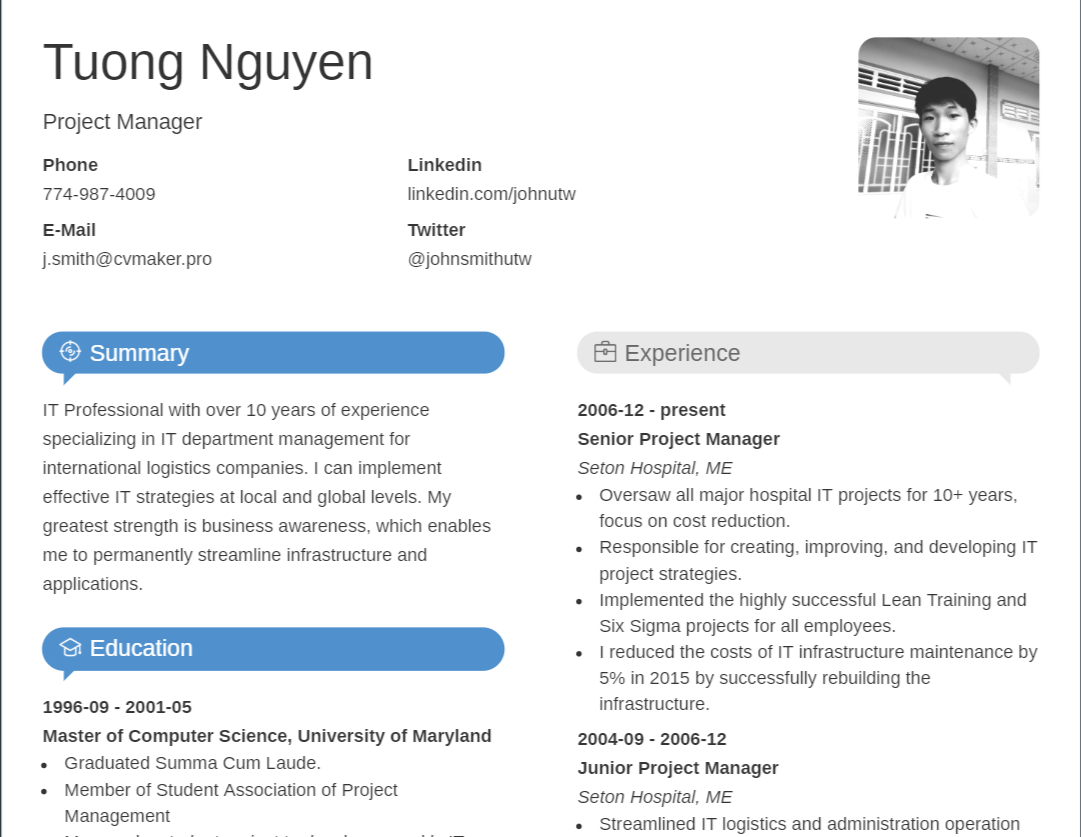 Tuong Nguyen
Project Manager
Phone
774-987-4009
E-Mail
j.smith@cvmaker.pro
Linkedin
linkedin.com/johnutw
Twitter
@johnsmithutw
Summary
IT Professional with over 10 years of experience
specializing in IT department management for
international logistics companies. I can implement
effective IT strategies at local and global levels. My
greatest strength is business awareness, which enables
me to permanently streamline infrastructure and
applications.
Education
1996-09 - 2001-05
Master of Computer Science, University of Maryland
Graduated Summa Cum Laude.
Member of Student Association of Project
Management
Experience
2006-12 - present
Senior Project Manager
Seton Hospital, ME
Oversaw all major hospital IT projects for 10+ years,
focus on cost reduction.
Responsible for creating, improving, and developing IT
project strategies.
Implemented the highly successful Lean Training and
Six Sigma projects for all employees.
I reduced the costs of IT infrastructure maintenance by
5% in 2015 by successfully rebuilding the
infrastructure.
2004-09 - 2006-12
Junior Project Manager
Seton Hospital, ME
Streamlined IT logistics and administration operation